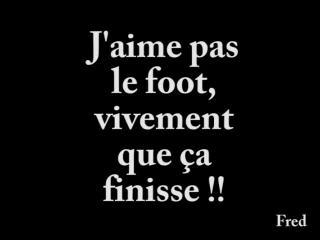 J'aime pas
le foot,
vivement
que ça
finisse !!
Fred